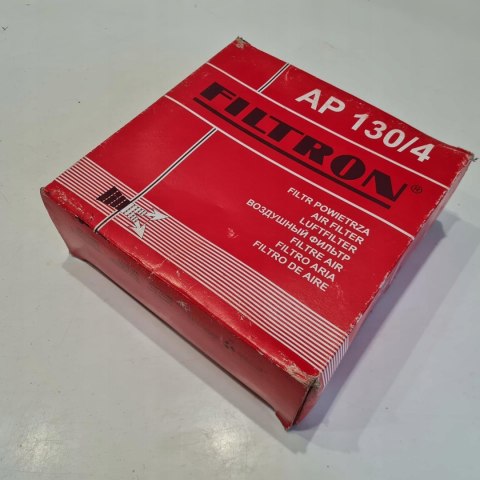 AP 130/4
FILTRON®
FILTR POWIETRZA
AIR FILTER
LUFTFILTER
ВОЗДУШНЫЙ ФИЛЬТР
FILTRE AIR
FILTRO ARIA
FILTRO DE AIRE